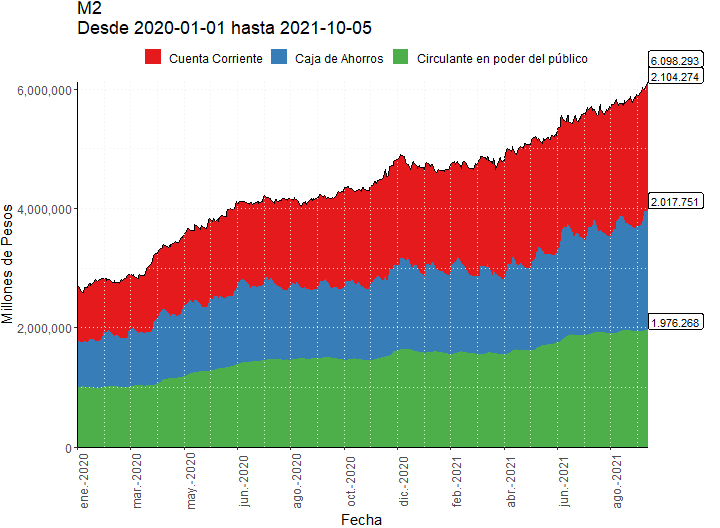 M2
Desde 2020-01-01 hasta 2021-10-05
Cuenta Corriente Caja de Ahorros Circulante en poder del público
6.098.293
2.104.274
2.017.751
1.976.268
6,000,000
4,000,000
2,000,000
0
Millones de Pesos
ene.-2020 mar.-2020 may.-2020 jun.-2020 ago.-2020 oct.-2020 dic.-2020 feb.-2021 abr.-2021 jun.-2021 ago.-2021
Fecha